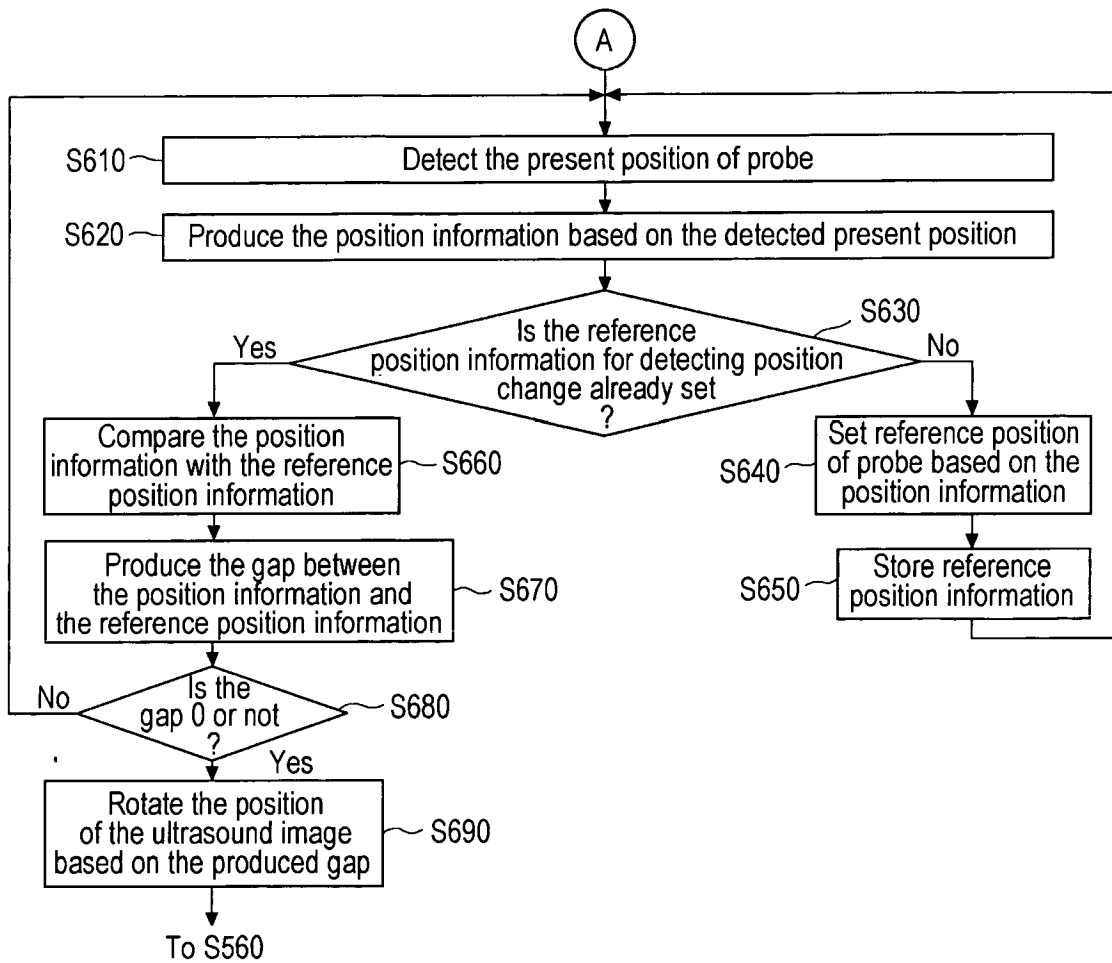 A
S610
Detect the present position of probe
S620
Produce the position information based on the detected present position
S630
Is the reference
position information for detecting position
change already set
?
Yes
No
Compare the position
information with the reference
position information
S660
Set reference position
of probe based on the
position information
S640
Produce the gap between
the position information and
the reference position information
S670
Store reference
position information
S650
No
Is the
gap 0 or not
?
S680
Yes
Rotate the position
of the ultrasound image
based on the produced gap
S690
To S560